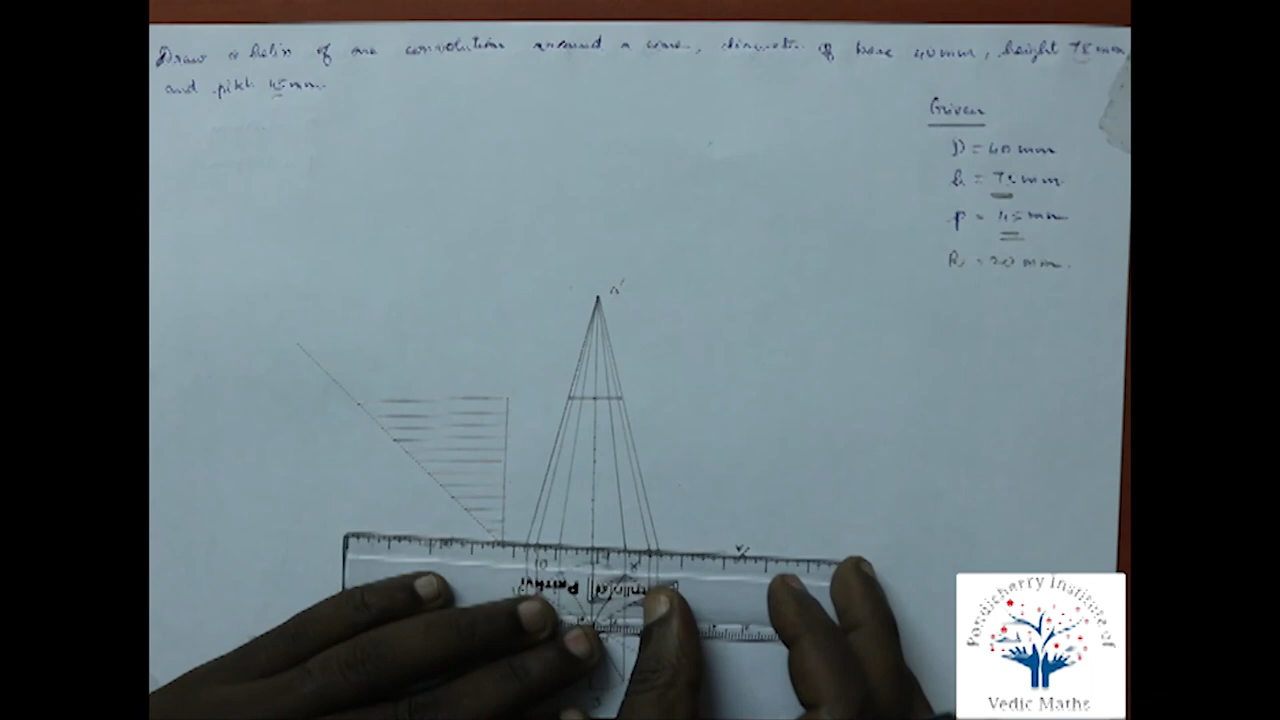 Draw a helix of one convolution around a cone, diameter of base 40mm, height 75mm
and pitch 45mm.
Given
D = 40 mm
h = 75 mm
p = 45 mm
R = 20 mm.
o'
Pondicherry Institute of
Vedic Maths